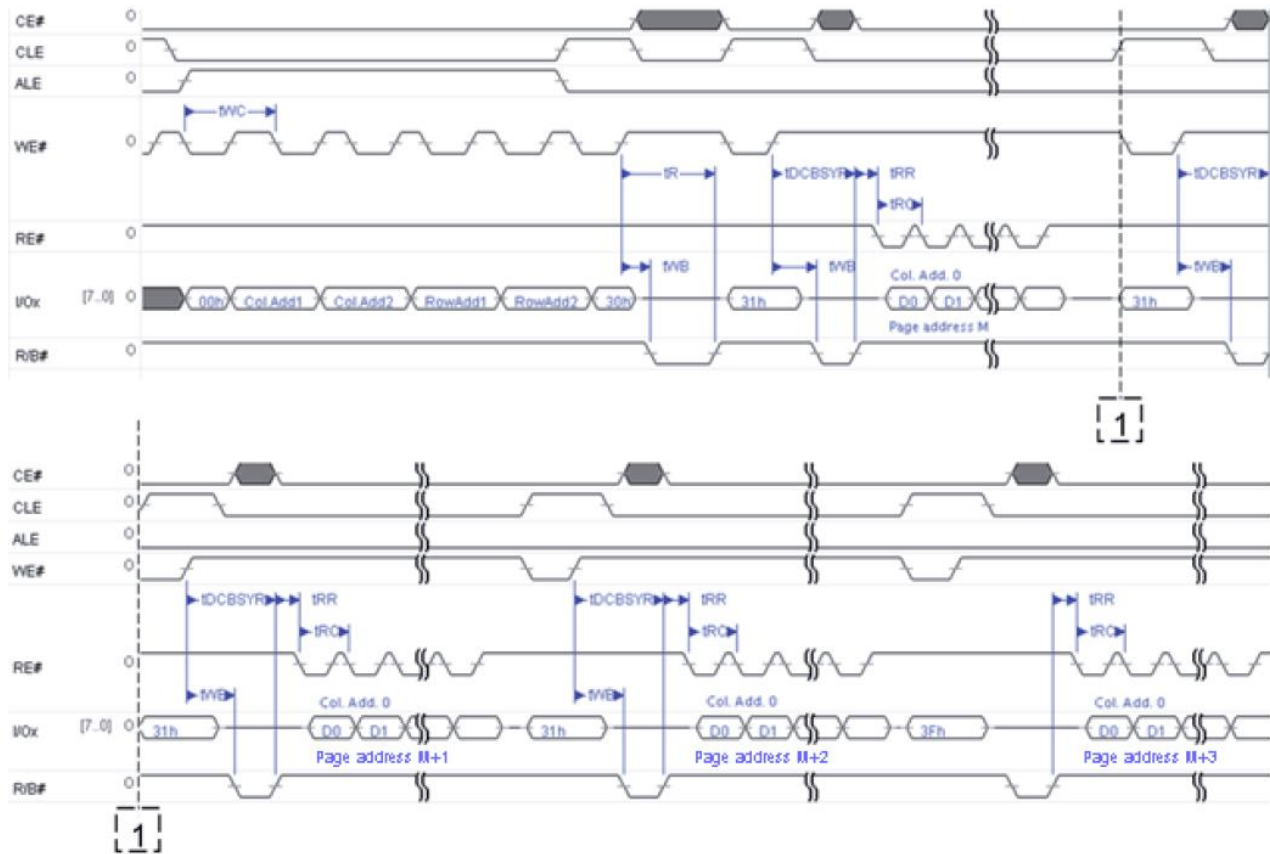 CE# 0
CLE 0
ALE 0
tWC
WE# 0
tR tDCBSYR tRR tDCBSYR
tRC
RE# 0
tWB tWB Col. Add. 0 tWB
I/Ox [7..0] 0 00h Col.Add1 Col.Add2 RowAdd1 RowAdd2 30h 31h D0 D1 31h
Page address M
R/B# 0
1
CE# 0
CLE 0
ALE 0
WE# 0
tDCBSYR tRR tDCBSYR tRR tRR
tRC tRC tRC
RE# 0
tWB Col. Add. 0 tWB Col. Add. 0 Col. Add. 0
I/Ox [7..0] 0 31h D0 D1 31h D0 D1 3Fh D0 D1
Page address M+1 Page address M+2 Page address M+3
R/B# 0
1